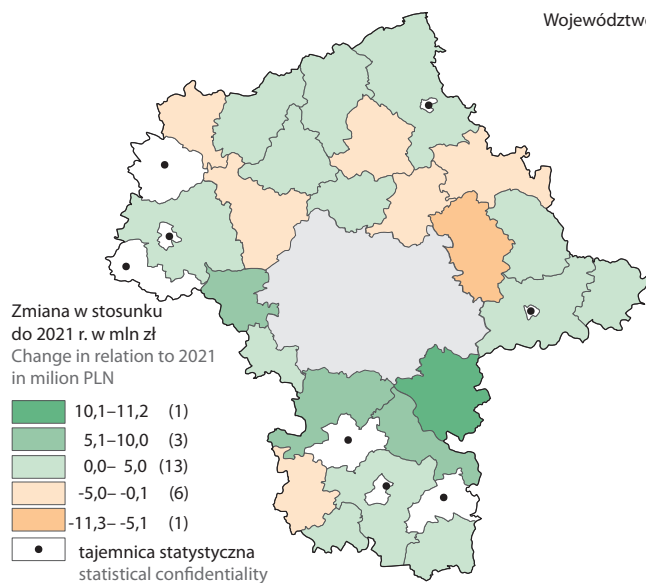 Województwo
Zmiana w stosunku
do 2021 r. w mln zł
Change in relation to 2021
in milion PLN
10,1–11,2 (1)
5,1–10,0 (3)
0,0– 5,0 (13)
-5,0– -0,1 (6)
-11,3– -5,1 (1)
tajemnica statystyczna
statistical confidentiality